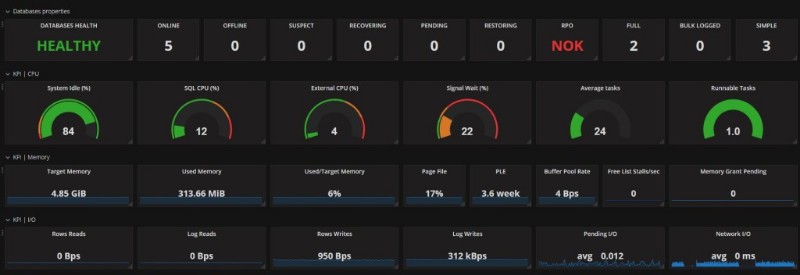 Databases properties
DATABASES HEALTH ONLINE OFFLINE SUSPECT RECOVERING PENDING RESTORING RPO FULL BULK LOGGED SIMPLE
HEALTHY 5 0 0 0 0 0 NOK 2 0 3
KPI | CPU
System Idle (%) SQL CPU (%) External CPU (%) Signal Wait (%) Average tasks Runnable Tasks
84 12 4 22 24 1.0
KPI | Memory
Target Memory Used Memory Used/Target Memory Page File PLE Buffer Pool Rate Free List Stalls/sec Memory Grant Pending
4.85 GiB 313.66 MiB 6% 17% 3.6 week 4 Bps 0 0
KPI | I/O
Rows Reads Log Reads Rows Writes Log Writes Pending I/O Network I/O
0 Bps 0 Bps 950 Bps 312 kBps avg 0.012 avg 0 ms